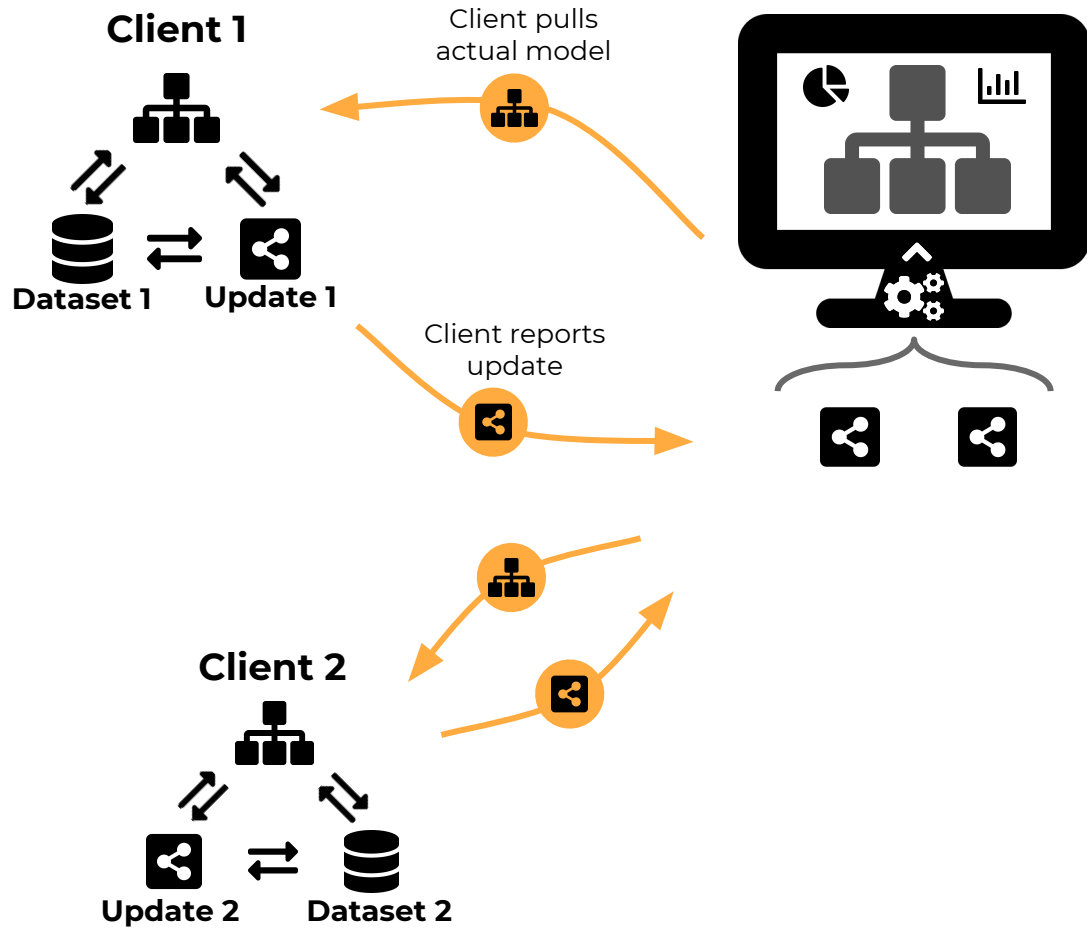 Client 1
Client pulls
actual model
Dataset 1
Update 1
Client reports
update
Client 2
Update 2
Dataset 2